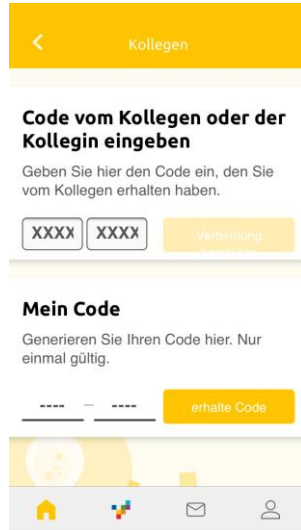 Kollegen
Code vom Kollegen oder der
Kollegin eingeben
Geben Sie hier den Code ein, den Sie
vom Kollegen erhalten haben.
XXXX XXXX Verbindung
Mein Code
Generieren Sie Ihren Code hier. Nur
einmal gültig.
---- – ---- erhalte Code